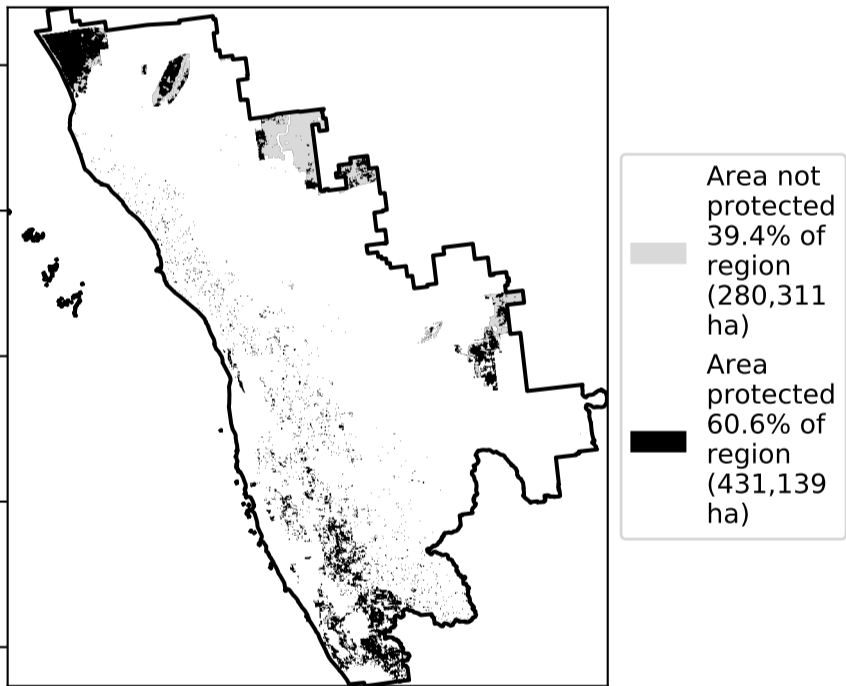 Area not
protected
39.4% of
region
(280,311
ha)
Area
protected
60.6% of
region
(431,139
ha)